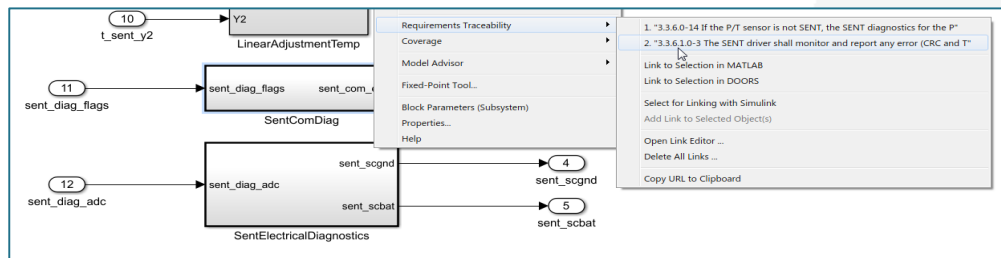 10
t_sent_y2
Y2
LinearAdjustmentTemp
11
sent_diag_flags
sent_diag_flags
sent_com_
SentComDiag
12
sent_diag_adc
sent_diag_adc
sent_scgnd
sent_scbat
SentElectricalDiagnostics
4
sent_scgnd
5
sent_scbat
Requirements Traceability
Coverage
Model Advisor
Fixed-Point Tool...
Block Parameters (Subsystem)
Properties...
Help
1. "3.3.6.0-14 If the P/T sensor is not SENT, the SENT diagnostics for the P"
2. "3.3.6.1.0-3 The SENT driver shall monitor and report any error (CRC and T"
Link to Selection in MATLAB
Link to Selection in DOORS
Select for Linking with Simulink
Add Link to Selected Object(s)
Open Link Editor ...
Delete All Links ...
Copy URL to Clipboard